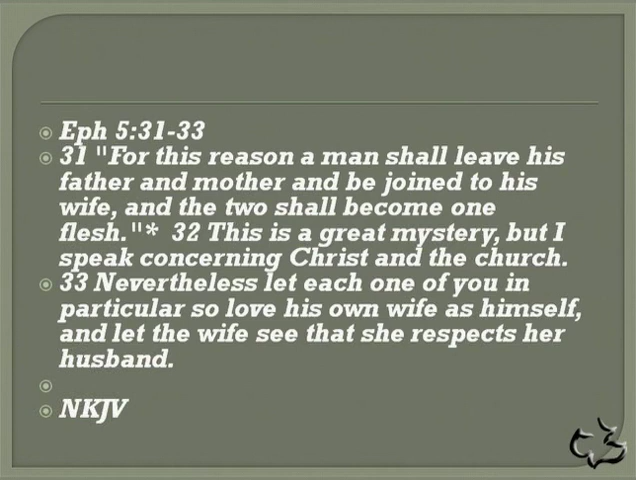 Eph 5:31-33
31 "For this reason a man shall leave his
father and mother and be joined to his
wife, and the two shall become one
flesh."* 32 This is a great mystery, but I
speak concerning Christ and the church.
33 Nevertheless let each one of you in
particular so love his own wife as himself,
and let the wife see that she respects her
husband.
NKJV